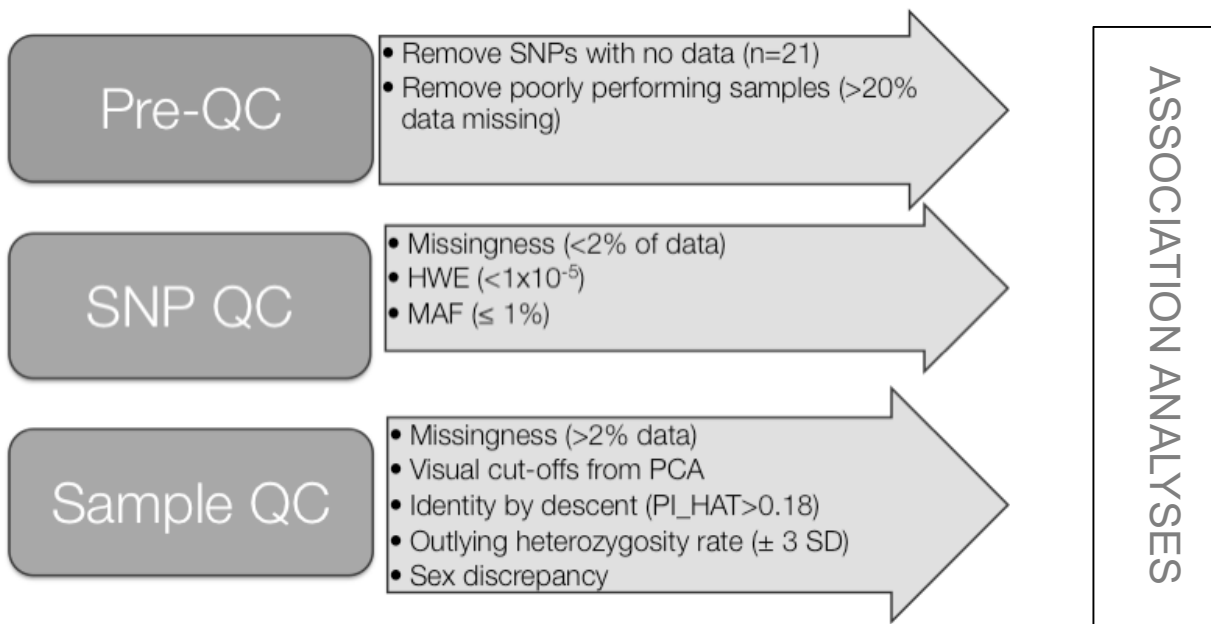 Pre-QC
• Remove SNPs with no data (n=21)
• Remove poorly performing samples (>20%
data missing)
SNP QC
• Missingness (<2% of data)
• HWE (<1x10⁻⁵)
• MAF (≤ 1%)
Sample QC
• Missingness (>2% data)
• Visual cut-offs from PCA
• Identity by descent (PI_HAT>0.18)
• Outlying heterozygosity rate (± 3 SD)
• Sex discrepancy
ASSOCIATION ANALYSES